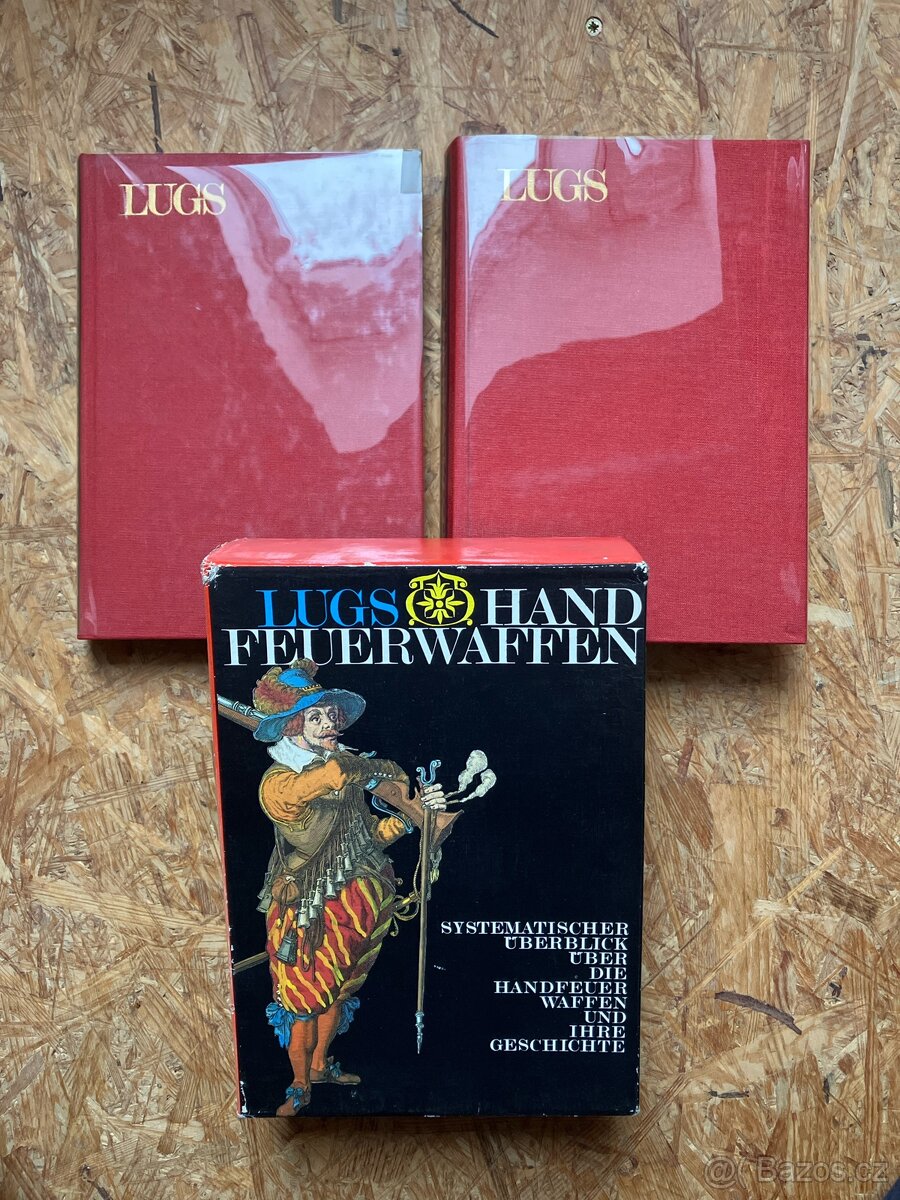 LUGS
LUGS
LUGS HAND
FEUERWAFFEN
SYSTEMATISCHER
ÜBERBLICK
ÜBER
DIE
HANDFEUER
WAFFEN
UND
IHRE
GESCHICHTE
Bazos.cz